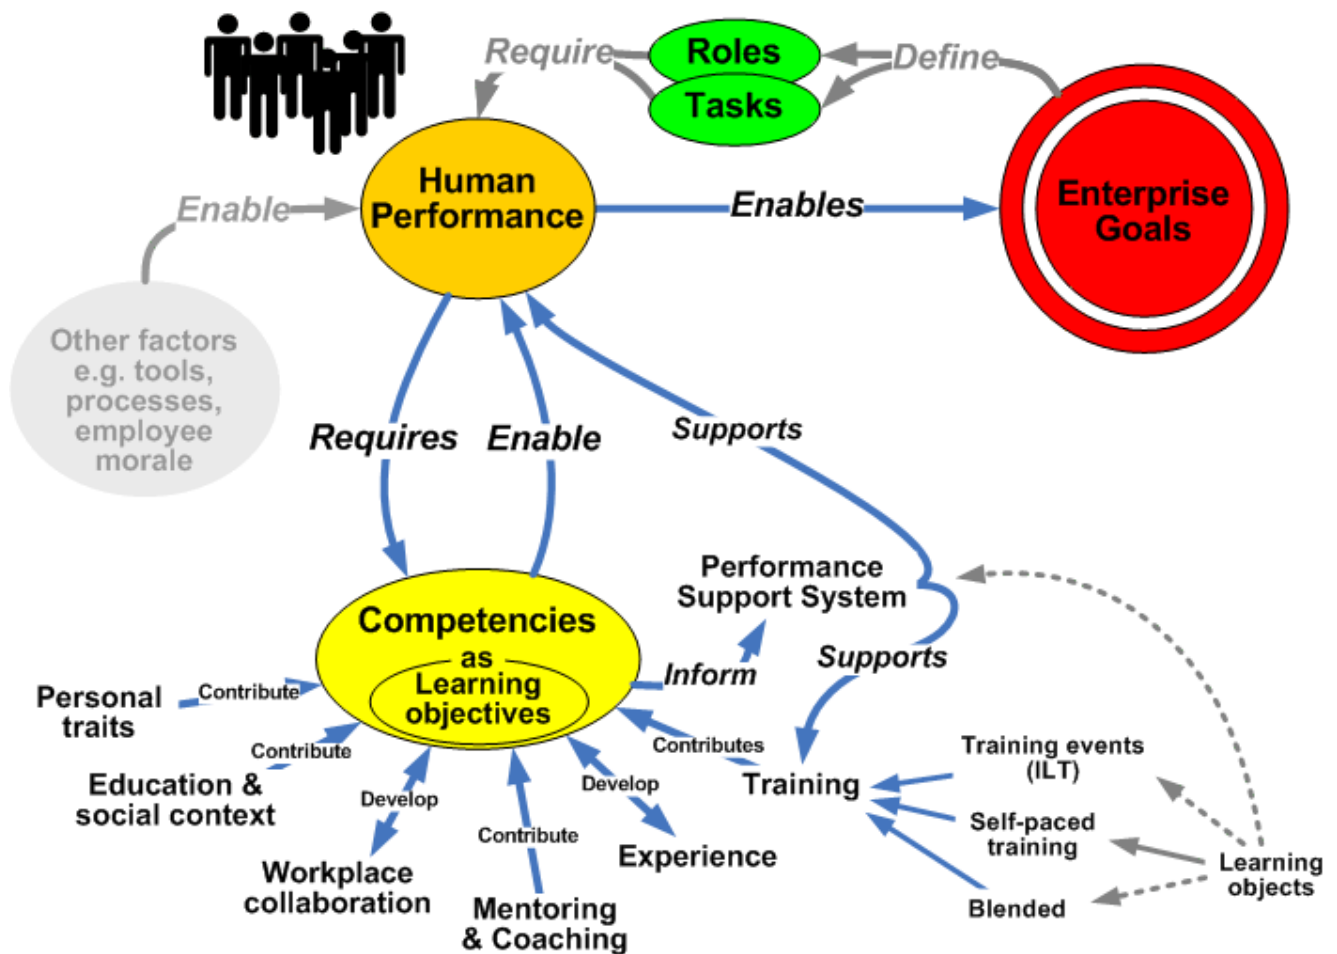 Require
Roles
Tasks
Define
Human
Performance
Enable
Enables
Enterprise
Goals
Other factors
e.g. tools,
processes,
employee
morale
Requires
Enable
Supports
Performance
Support System
Competencies
as
Learning
objectives
Inform
Supports
Personal
traits
Contribute
Education &
social context
Contribute
Workplace
collaboration
Develop
Mentoring
& Coaching
Contribute
Experience
Develop
Contributes
Training
Training events
(ILT)
Self-paced
training
Blended
Learning
objects